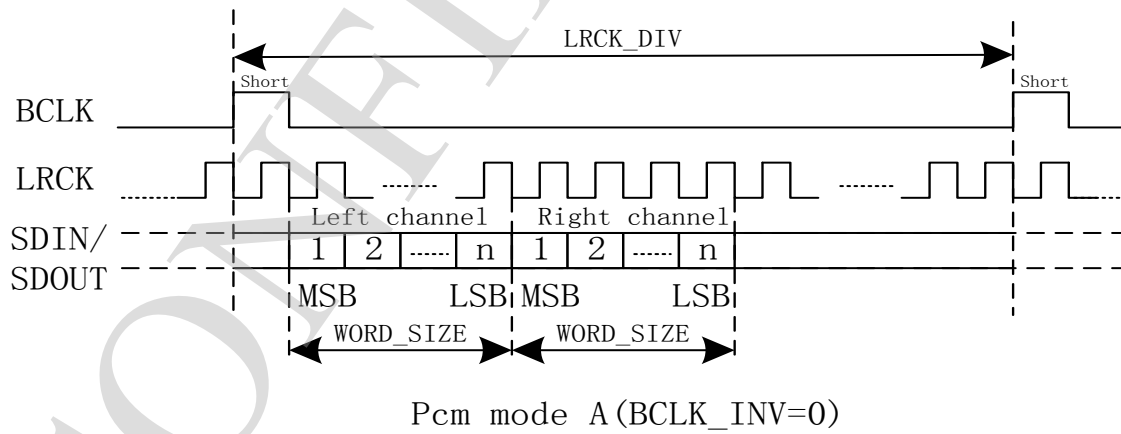 LRCK_DIV
Short Short
BCLK
LRCK
Left channel Right channel
SDIN/
1 2 n 1 2 n
SDOUT
MSB LSB MSB LSB
WORD_SIZE WORD_SIZE
Pcm mode A(BCLK_INV=0)